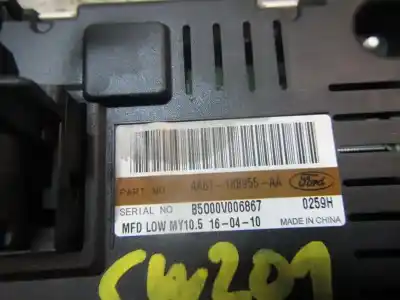 PART NO. 4A6T-18B955-AA Ford
SERIAL NO B5000V006867 0259H
MFD LOW MY10.5 16-04-10 MADE IN CHINA
CW201